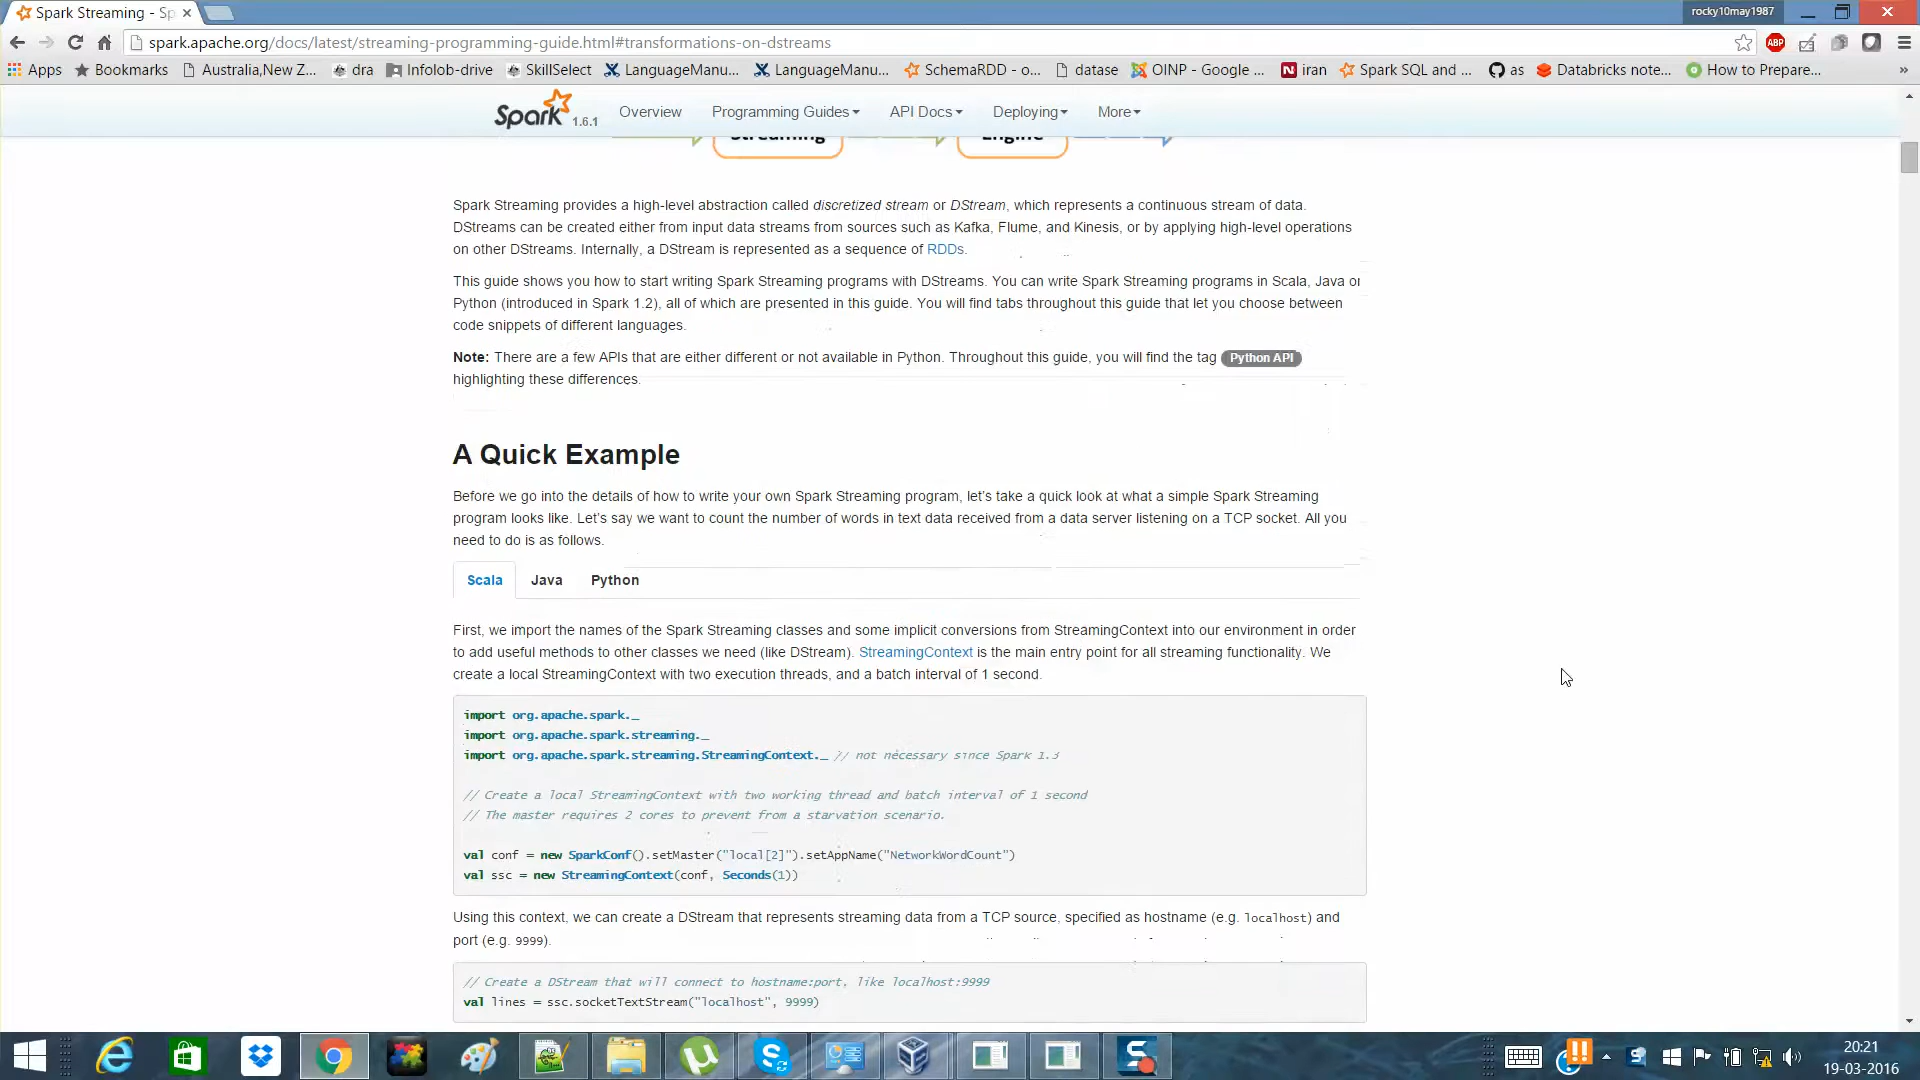 Spark Streaming - Sp
rocky10may1987
spark.apache.org/docs/latest/streaming-programming-guide.html#transformations-on-dstreams
ABP
Apps Bookmarks Australia,New Z... dra Infolob-drive SkillSelect LanguageManu... LanguageManu... SchemaRDD - o... datase OINP - Google ... iran Spark SQL and ... as Databricks note... How to Prepare... »
Spark 1.6.1 Overview Programming Guides API Docs Deploying More
Streaming Engine
Spark Streaming provides a high-level abstraction called discretized stream or DStream, which represents a continuous stream of data.
DStreams can be created either from input data streams from sources such as Kafka, Flume, and Kinesis, or by applying high-level operations
on other DStreams. Internally, a DStream is represented as a sequence of RDDs.
This guide shows you how to start writing Spark Streaming programs with DStreams. You can write Spark Streaming programs in Scala, Java or
Python (introduced in Spark 1.2), all of which are presented in this guide. You will find tabs throughout this guide that let you choose between
code snippets of different languages.
Note: There are a few APIs that are either different or not available in Python. Throughout this guide, you will find the tag Python API
highlighting these differences.
A Quick Example
Before we go into the details of how to write your own Spark Streaming program, let's take a quick look at what a simple Spark Streaming
program looks like. Let's say we want to count the number of words in text data received from a data server listening on a TCP socket. All you
need to do is as follows.
Scala Java Python
First, we import the names of the Spark Streaming classes and some implicit conversions from StreamingContext into our environment in order
to add useful methods to other classes we need (like DStream). StreamingContext is the main entry point for all streaming functionality. We
create a local StreamingContext with two execution threads, and a batch interval of 1 second.
import org.apache.spark._
import org.apache.spark.streaming._
import org.apache.spark.streaming.StreamingContext._ // not necessary since Spark 1.3
// Create a local StreamingContext with two working thread and batch interval of 1 second
// The master requires 2 cores to prevent from a starvation scenario.
val conf = new SparkConf().setMaster("local[2]").setAppName("NetworkWordCount")
val ssc = new StreamingContext(conf, Seconds(1))
Using this context, we can create a DStream that represents streaming data from a TCP source, specified as hostname (e.g. localhost) and
port (e.g. 9999).
// Create a DStream that will connect to hostname:port, like localhost:9999
val lines = ssc.socketTextStream("localhost", 9999)
20:21
19-03-2016